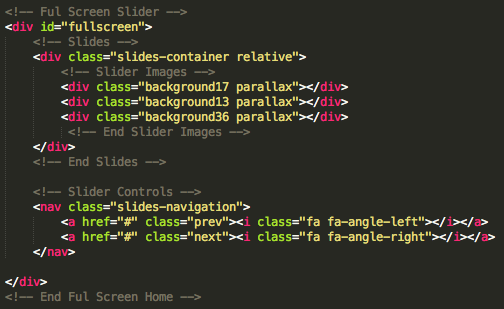 <!-- Ful Screen Slider -->
<div id="fullscreen">
<!-- Slides -->
<div class="slides-container relative">
<!-- Slider Images -->
<div class="background17 parallax"></div>
<div class="background13 parallax"></div>
<div class="background36 parallax"></div>
<!-- End Slider Images -->
</div>
<!-- End Slides -->
<!-- Slider Controls -->
<nav class="slides-navigation">
<a href="#" class="prev"><i class="fa fa-angle-left"></i></a>
<a href="#" class="next"><i class="fa fa-angle-right"></i></a>
</nav>
</div>
<!-- End Ful Screen Home -->